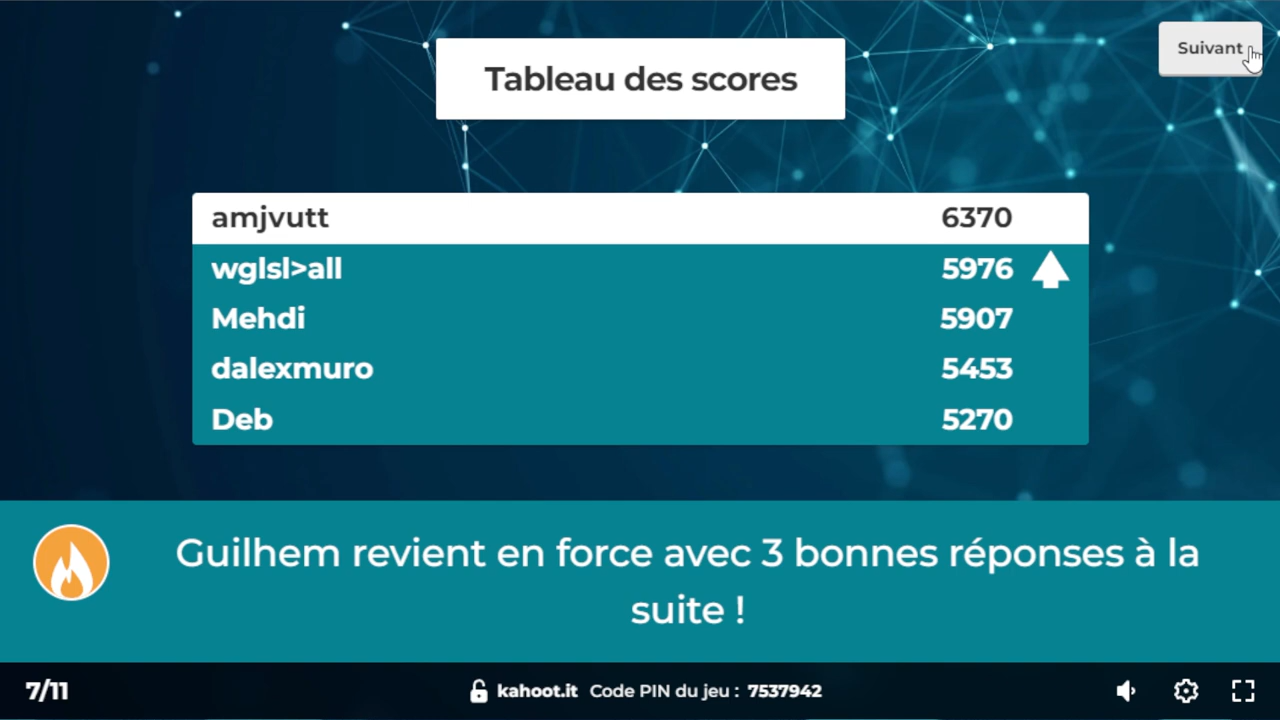 Suivant
Tableau des scores
amjvutt 6370
wglsl>all 5976
Mehdi 5907
dalexmuro 5453
Deb 5270
Guilhem revient en force avec 3 bonnes réponses à la
suite !
7/11 kahoot.it Code PIN du jeu : 7537942